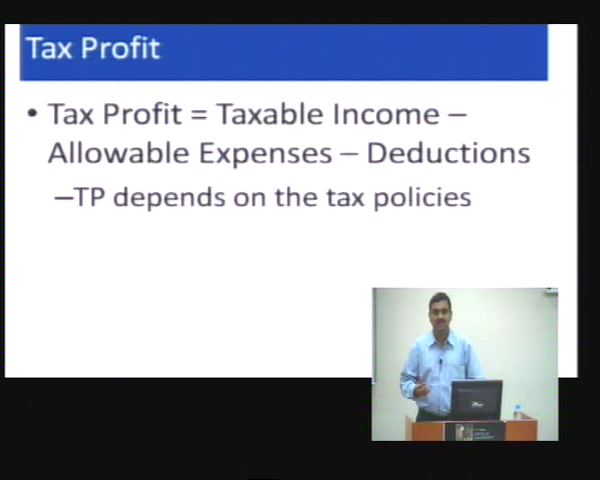 Tax Profit
• Tax Profit = Taxable Income –
Allowable Expenses – Deductions
–TP depends on the tax policies